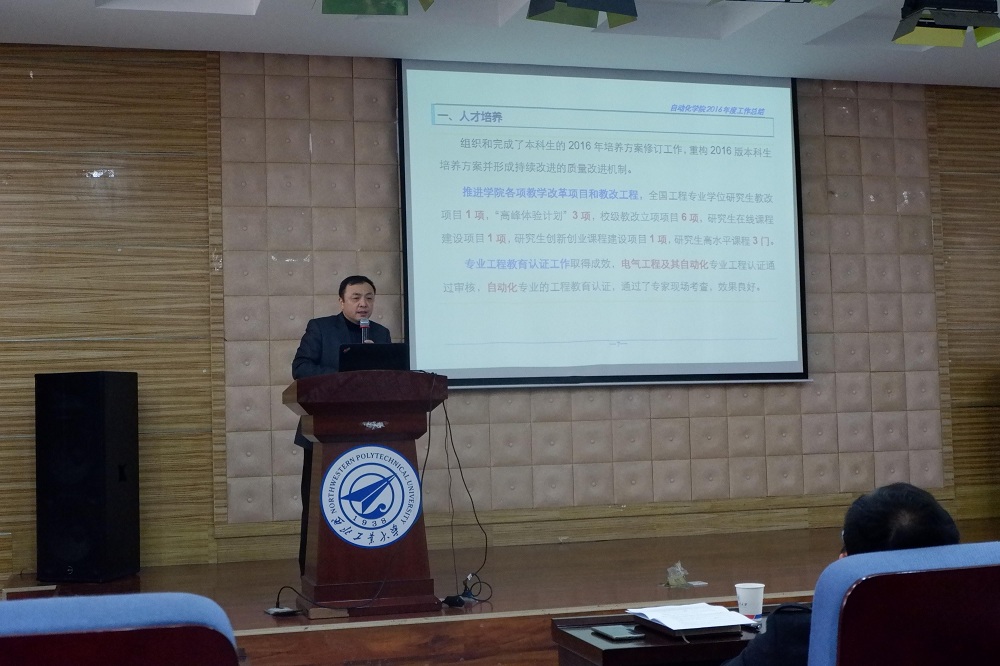 自动化学院2016年度工作总结
一、人才培养
组织和完成了本科生的 2016 年培养方案修订工作，重构 2016 版本科生
培养方案并形成持续改进的质量改进机制。
推进学院各项教学改革项目和教改工程，全国工程专业学位研究生教改
项目 1 项，“高峰体验计划” 3 项，校级教改立项项目 6 项，研究生在线课程
建设项目 1 项，研究生创新创业课程建设项目 1 项，研究生高水平课程 3 门。
专业工程教育认证工作取得成效、电气工程及其自动化专业工程认证通
过审核、自动化专业的工程教育认证，通过了专家现场考查，效果良好。
NORTHWESTERN POLYTECHNICAL UNIVERSITY
1938
西北工业大学